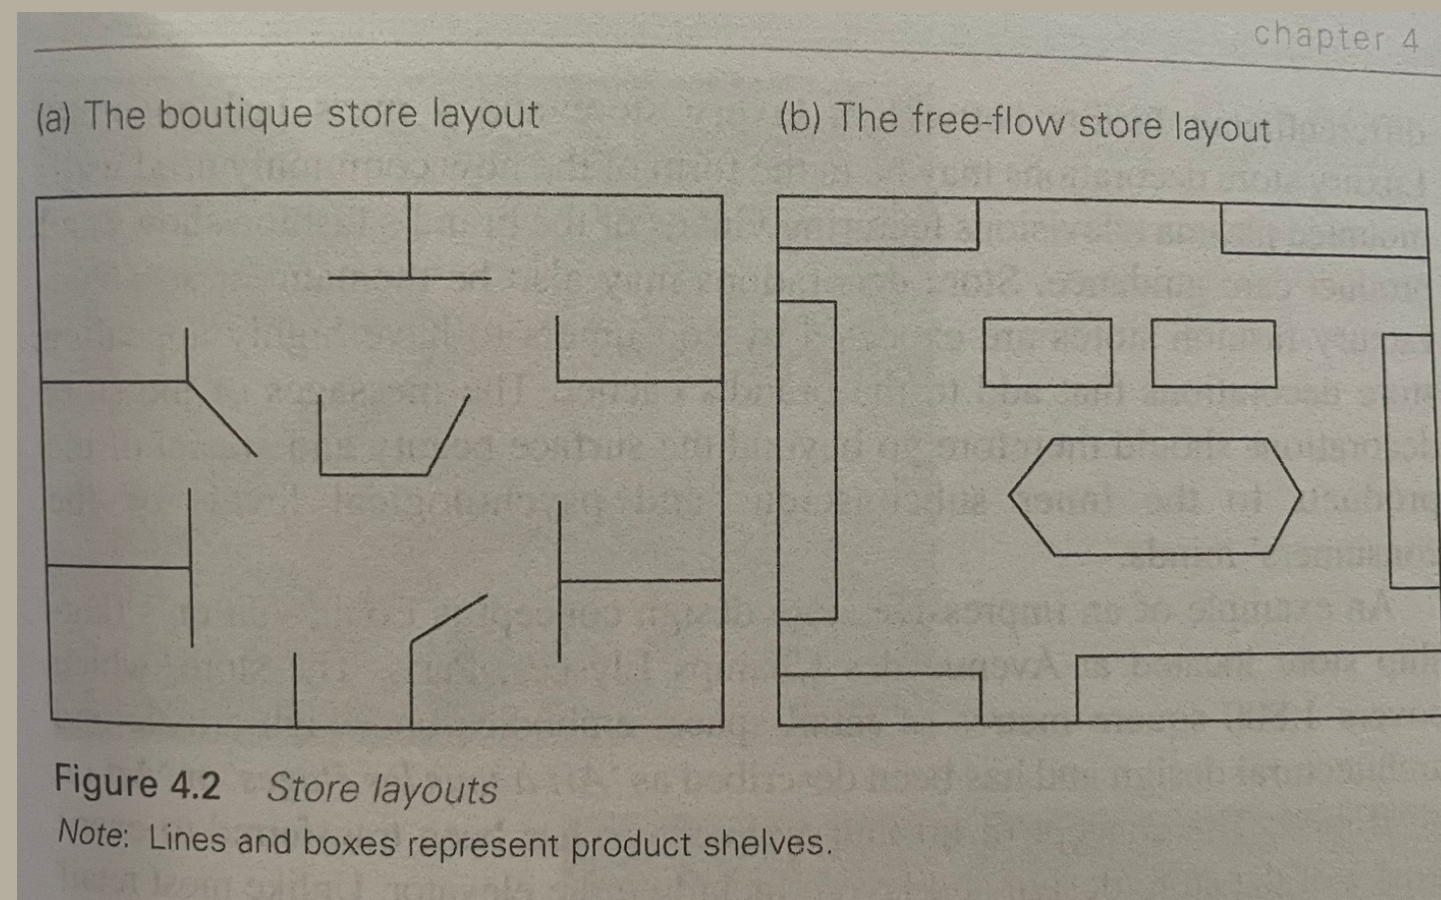 chapter 4
(a) The boutique store layout
(b) The free-flow store layout
Figure 4.2 Store layouts
Note: Lines and boxes represent product shelves.